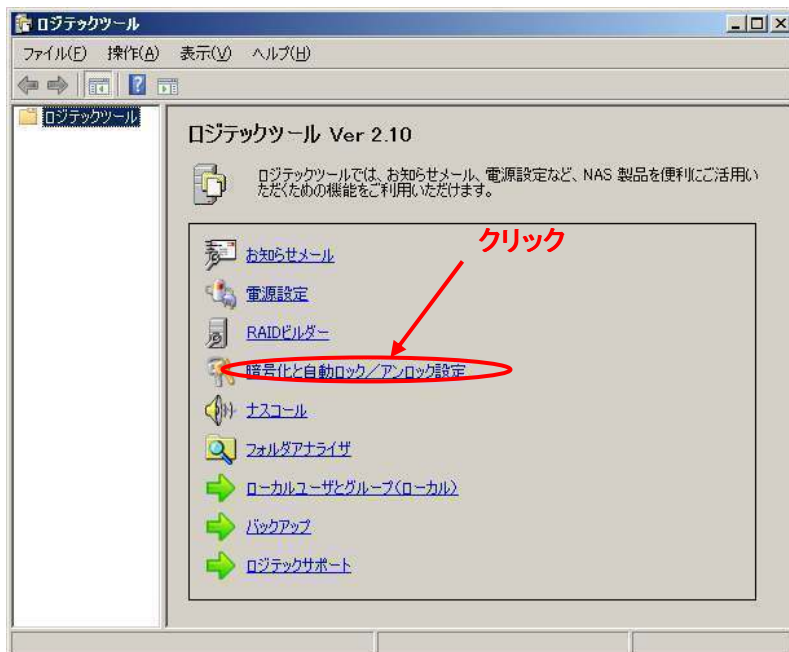 ロジテックツール
ファイル(F) 操作(A) 表示(V) ヘルプ(H)
ロジテックツール
ロジテックツール Ver 2.10
ロジテックツールでは、お知らせメール、電源設定など、NAS 製品を便利にご活用い
ただくための機能をご利用いただけます。
クリック
お知らせメール
電源設定
RAIDビルダー
暗号化と自動ロック／アンロック設定
ナスコール
フォルダアナライザ
ローカルユーザとグループ(ローカル)
バックアップ
ロジテックサポート